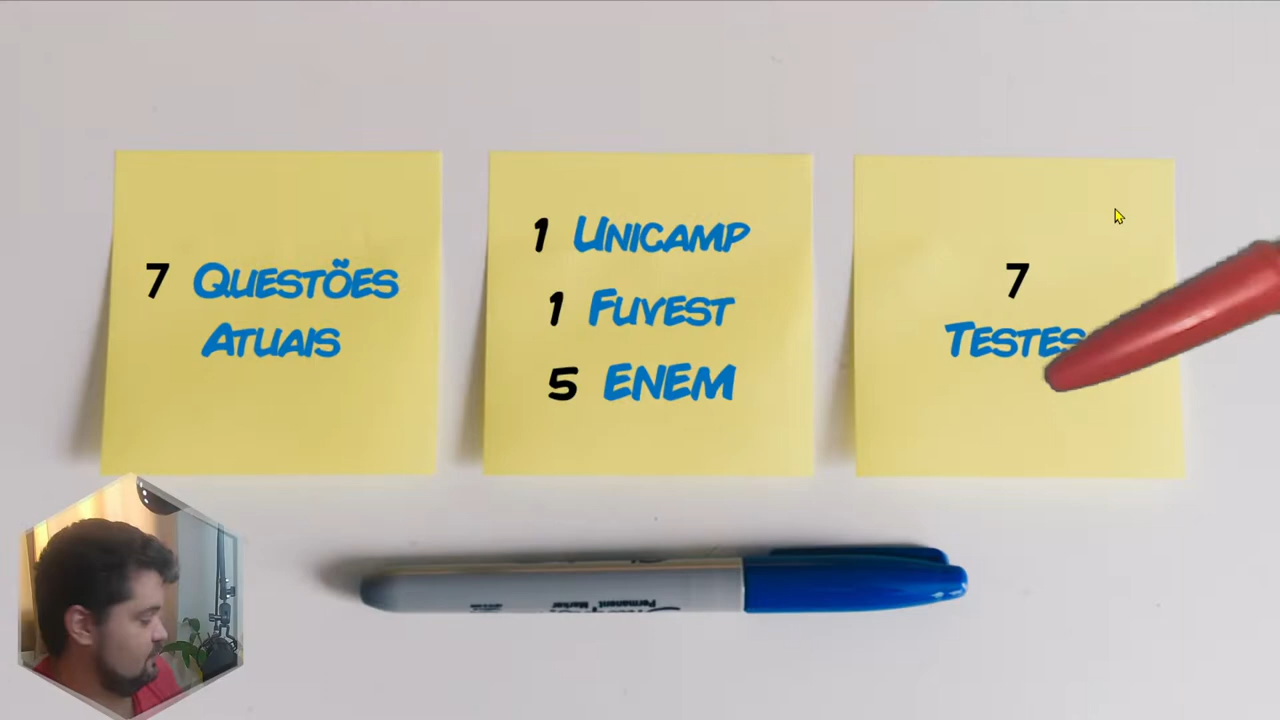 7 QUESTÕES
ATUAIS
1 UNICAMP
1 FUVEST
5 ENEM
7
TESTES
Permanent
Marker